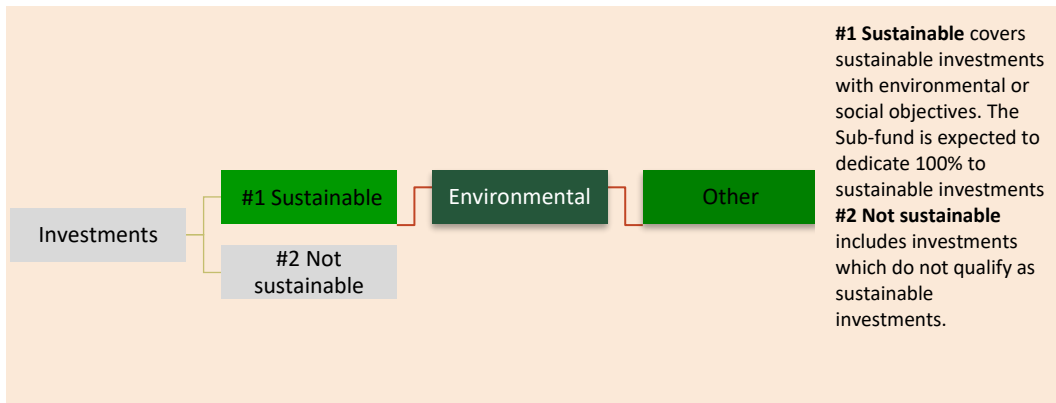 Investments
#1 Sustainable
#2 Not
sustainable
Environmental
Other
#1 Sustainable covers
sustainable investments
with environmental or
social objectives. The
Sub-fund is expected to
dedicate 100% to
sustainable investments
#2 Not sustainable
includes investments
which do not qualify as
sustainable
investments.